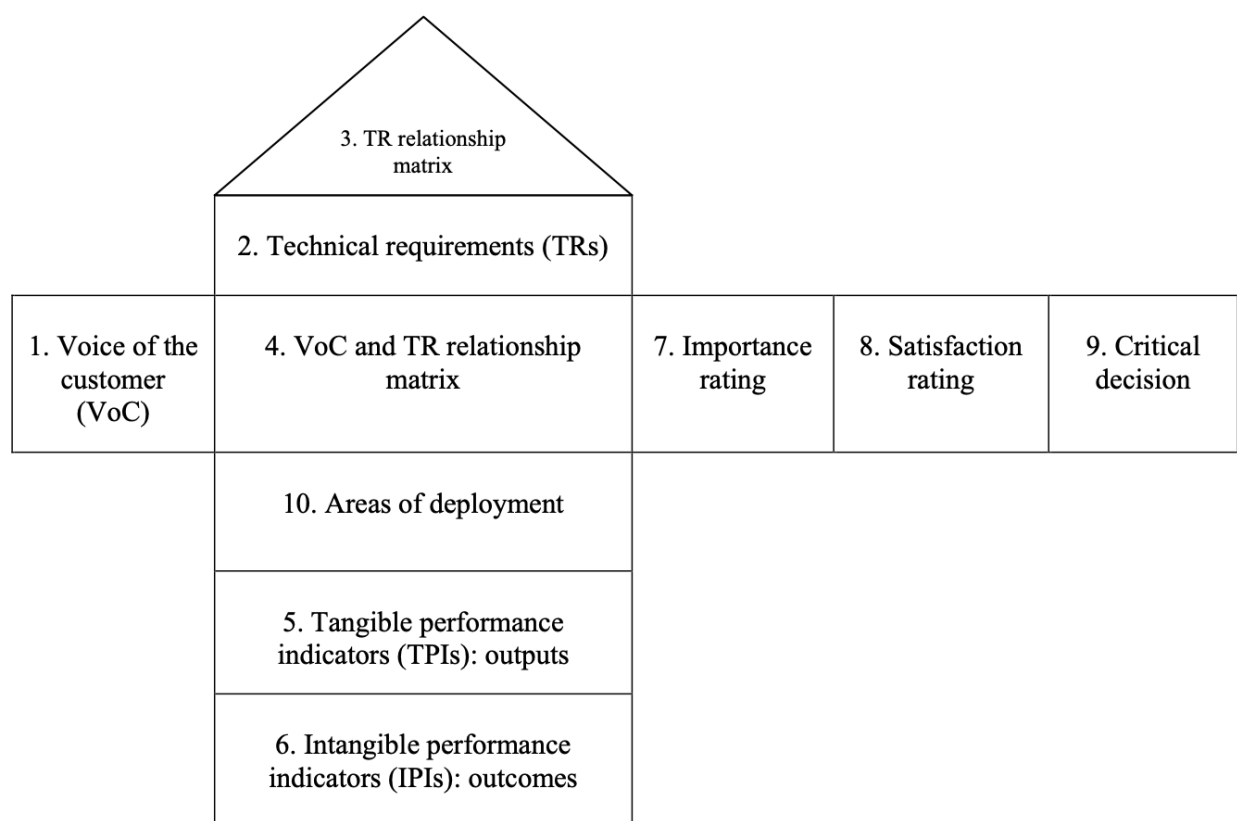 3. TR relationship
matrix
2. Technical requirements (TRs)
1. Voice of the
customer
(VoC)
4. VoC and TR relationship
matrix
7. Importance
rating
8. Satisfaction
rating
9. Critical
decision
10. Areas of deployment
5. Tangible performance
indicators (TPIs): outputs
6. Intangible performance
indicators (IPIs): outcomes